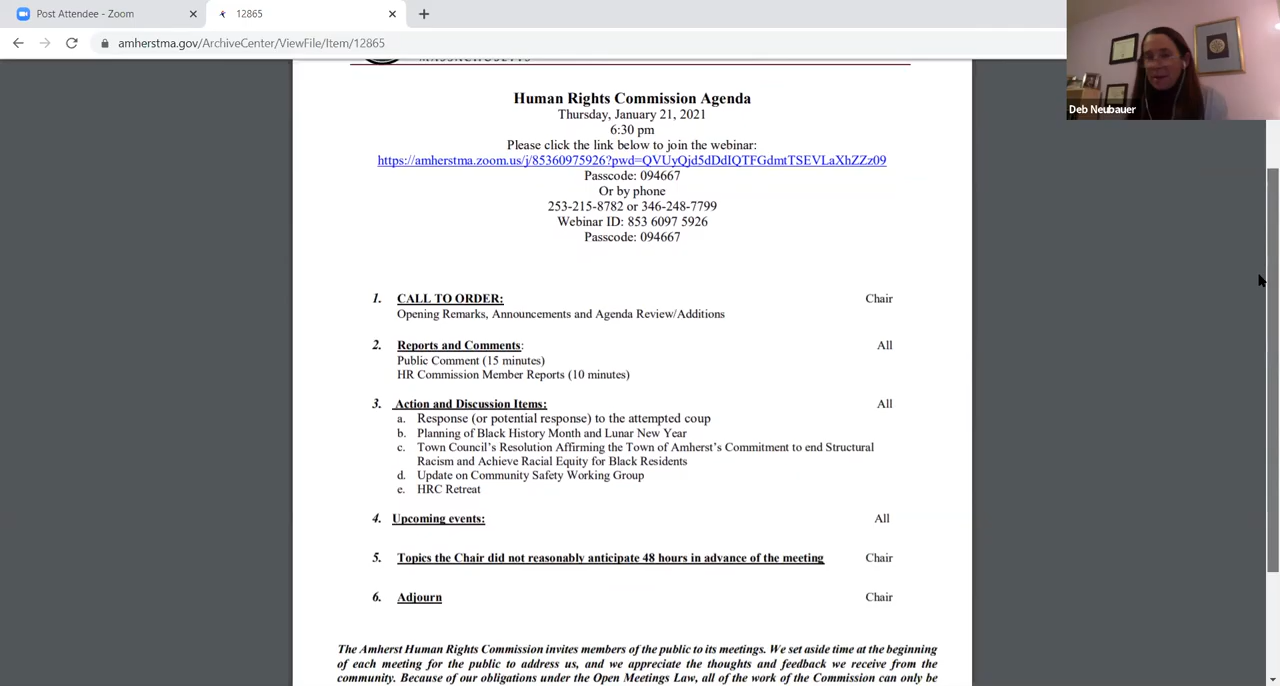 Post Attendee - Zoom
12865
amherstma.gov/ArchiveCenter/ViewFile/Item/12865
Deb Neubauer
Human Rights Commission Agenda
Thursday, January 21, 2021
6:30 pm
Please click the link below to join the webinar:
https://amherstma.zoom.us/j/85360975926?pwd=QVUyQjd5dDdIQTFGdmtTSEVLaXhZZz09
Passcode: 094667
Or by phone
253-215-8782 or 346-248-7799
Webinar ID: 853 6097 5926
Passcode: 094667
1. CALL TO ORDER: Chair
Opening Remarks, Announcements and Agenda Review/Additions
2. Reports and Comments: All
Public Comment (15 minutes)
HR Commission Member Reports (10 minutes)
3. Action and Discussion Items: All
a. Response (or potential response) to the attempted coup
b. Planning of Black History Month and Lunar New Year
c. Town Council's Resolution Affirming the Town of Amherst's Commitment to end Structural
Racism and Achieve Racial Equity for Black Residents
d. Update on Community Safety Working Group
e. HRC Retreat
4. Upcoming events: All
5. Topics the Chair did not reasonably anticipate 48 hours in advance of the meeting Chair
6. Adjourn Chair
The Amherst Human Rights Commission invites members of the public to its meetings. We set aside time at the beginning
of each meeting for the public to address us, and we appreciate the thoughts and feedback we receive from the
community. Because of our obligations under the Open Meetings Law, all of the work of the Commission can only be